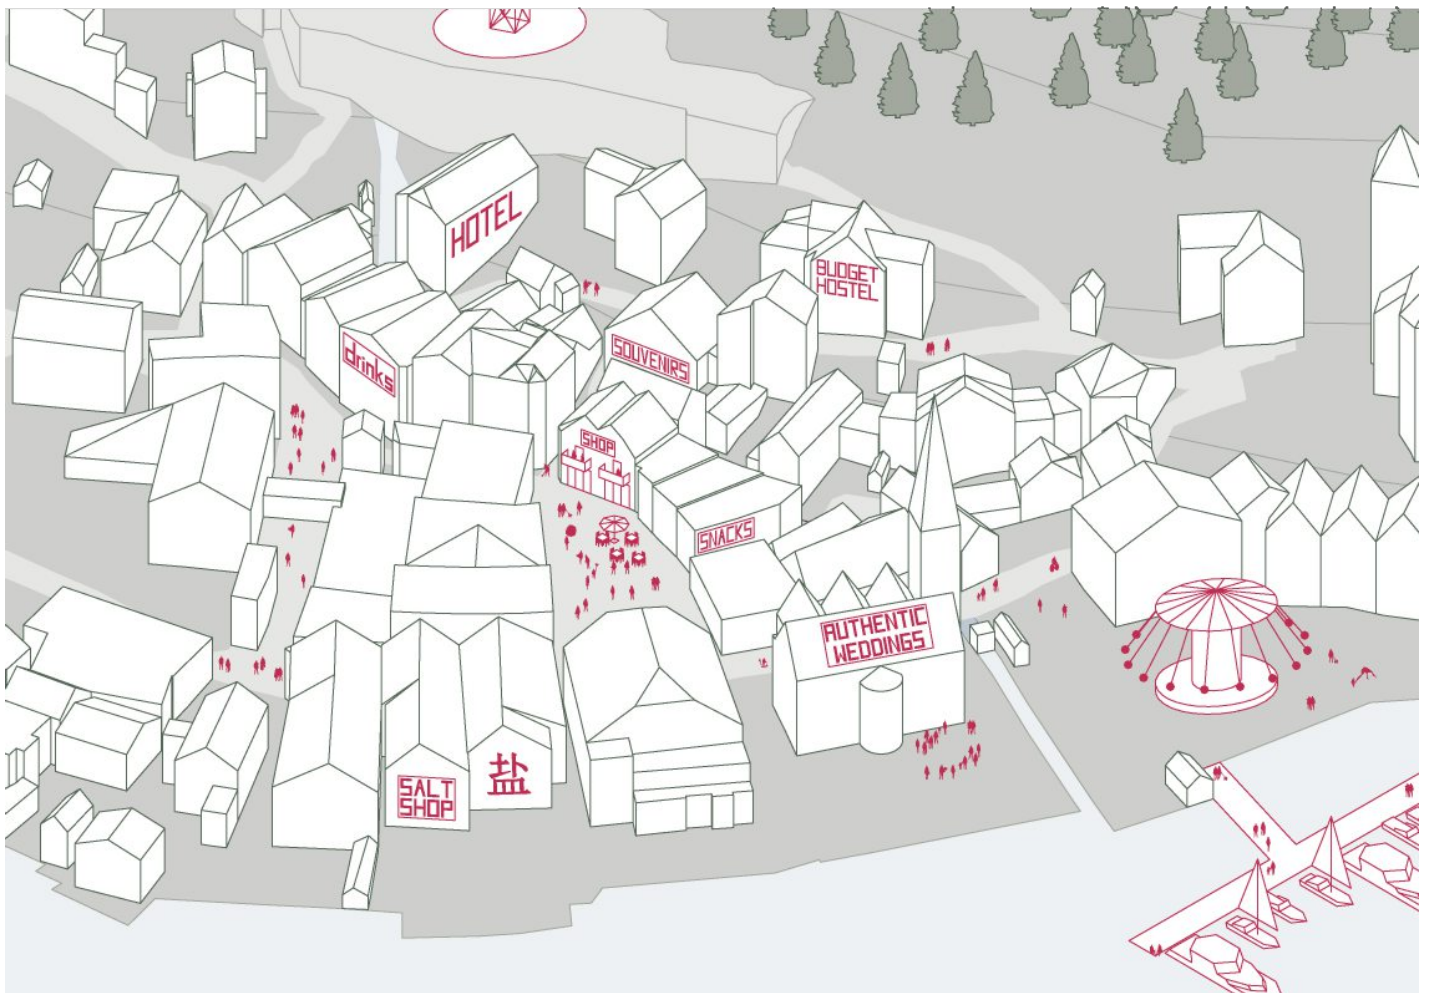 HOTEL
BUDGET
HOSTEL
drinks
SOUVENIRS
SHOP
SNACKS
AUTHENTIC
WEDDINGS
SALT
SHOP
盐